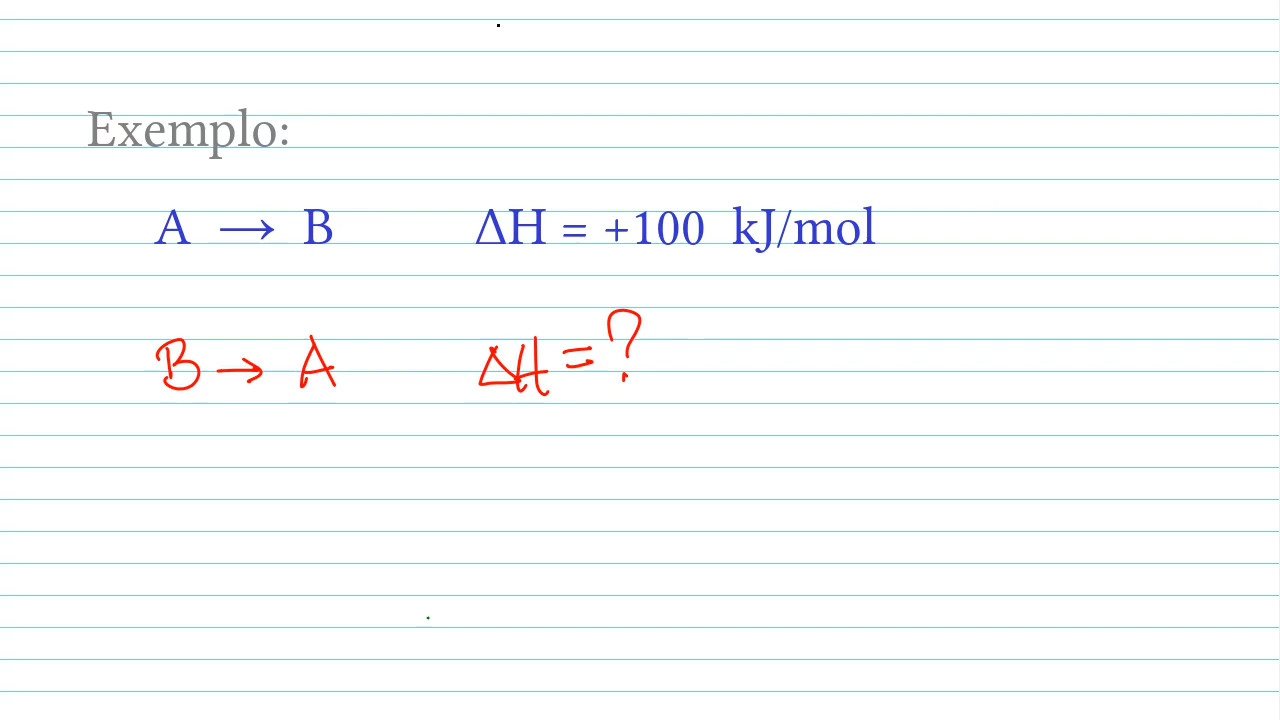 Exemplo:
A → B ΔH = +100 kJ/mol
B → A ΔH = ?